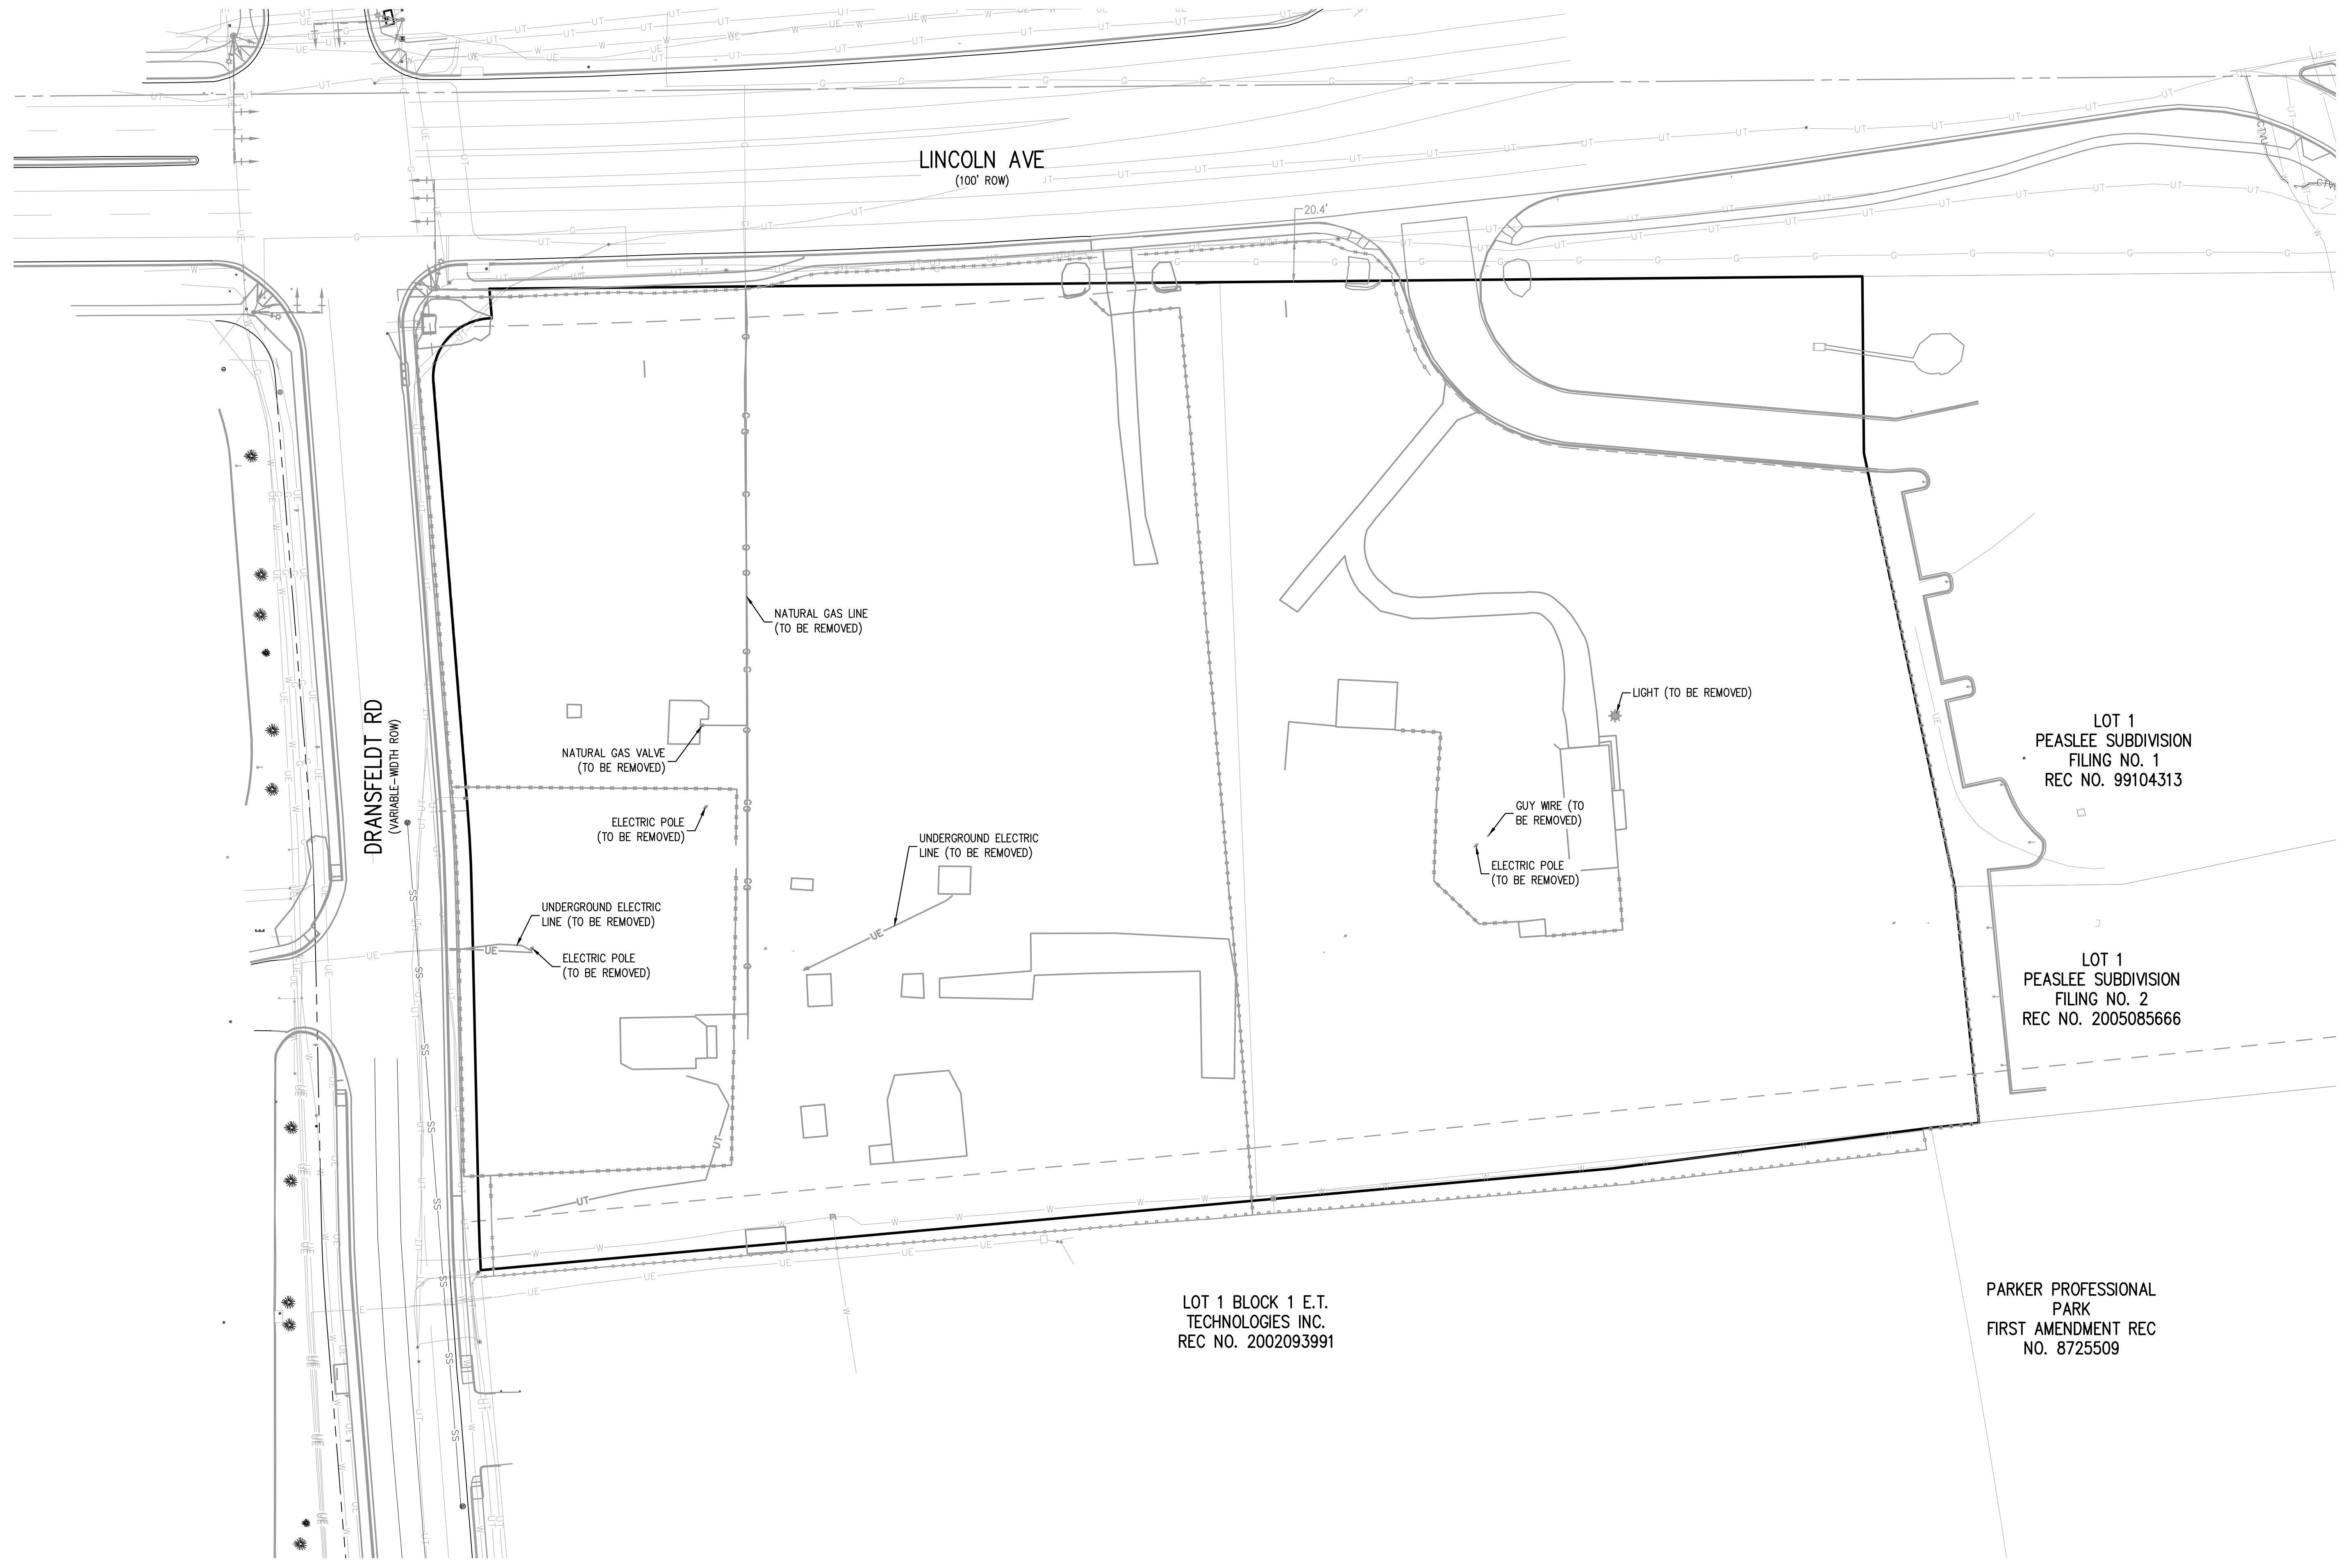 LINCOLN AVE
(100' ROW)
20.4'
NATURAL GAS LINE
(TO BE REMOVED)
LIGHT (TO BE REMOVED)
DRANSFELDT RD
(VARIABLE-WIDTH ROW)
NATURAL GAS VALVE
(TO BE REMOVED)
LOT 1
PEASLEE SUBDIVISION
FILING NO. 1
REC NO. 99104313
ELECTRIC POLE
(TO BE REMOVED)
GUY WIRE (TO
BE REMOVED)
UNDERGROUND ELECTRIC
LINE (TO BE REMOVED)
ELECTRIC POLE
(TO BE REMOVED)
UNDERGROUND ELECTRIC
LINE (TO BE REMOVED)
UE
UE
ELECTRIC POLE
(TO BE REMOVED)
LOT 1
PEASLEE SUBDIVISION
FILING NO. 2
REC NO. 2005085666
UT
UT
LOT 1 BLOCK 1 E.T.
TECHNOLOGIES INC.
REC NO. 2002093991
PARKER PROFESSIONAL
PARK
FIRST AMENDMENT REC
NO. 8725509